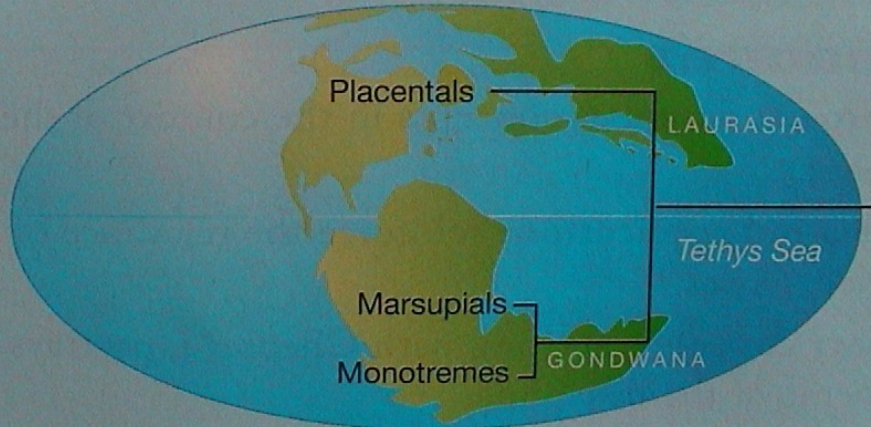 Placentals
LAURASIA
Tethys Sea
Marsupials
Monotremes
GONDWANA